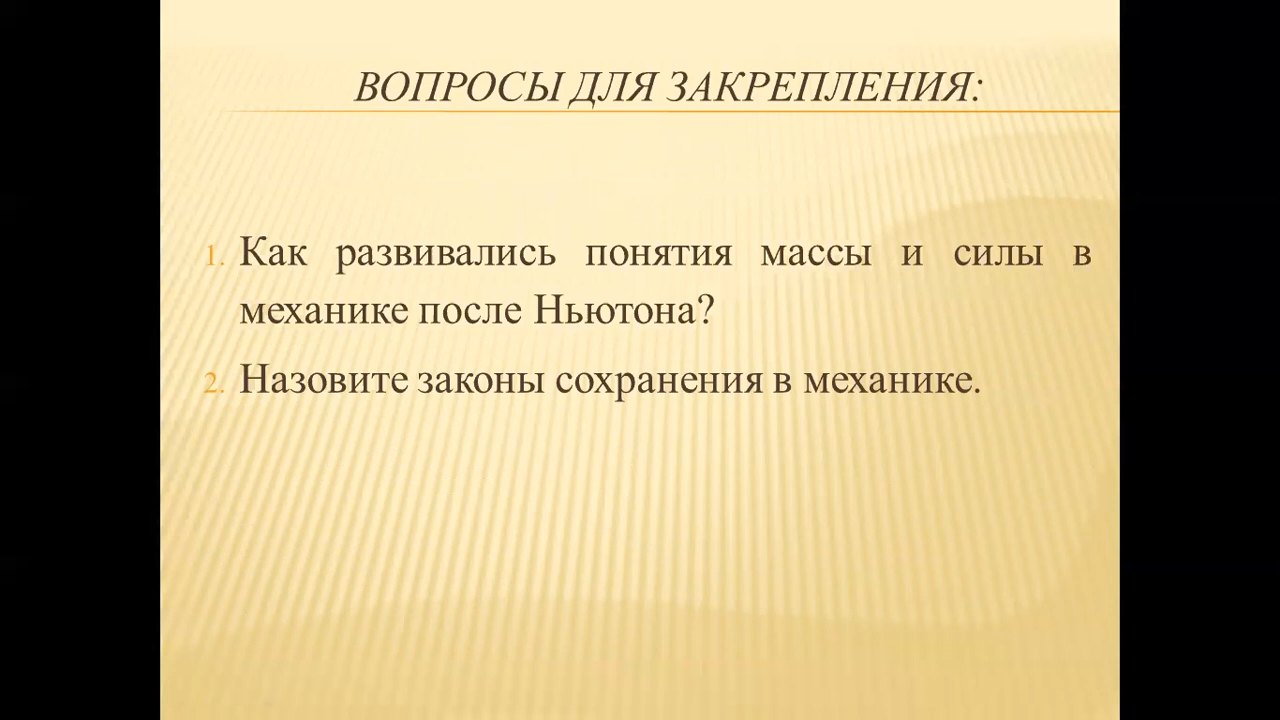 ВОПРОСЫ ДЛЯ ЗАКРЕПЛЕНИЯ:
1. Как развивались понятия массы и силы в
механике после Ньютона?
2. Назовите законы сохранения в механике.